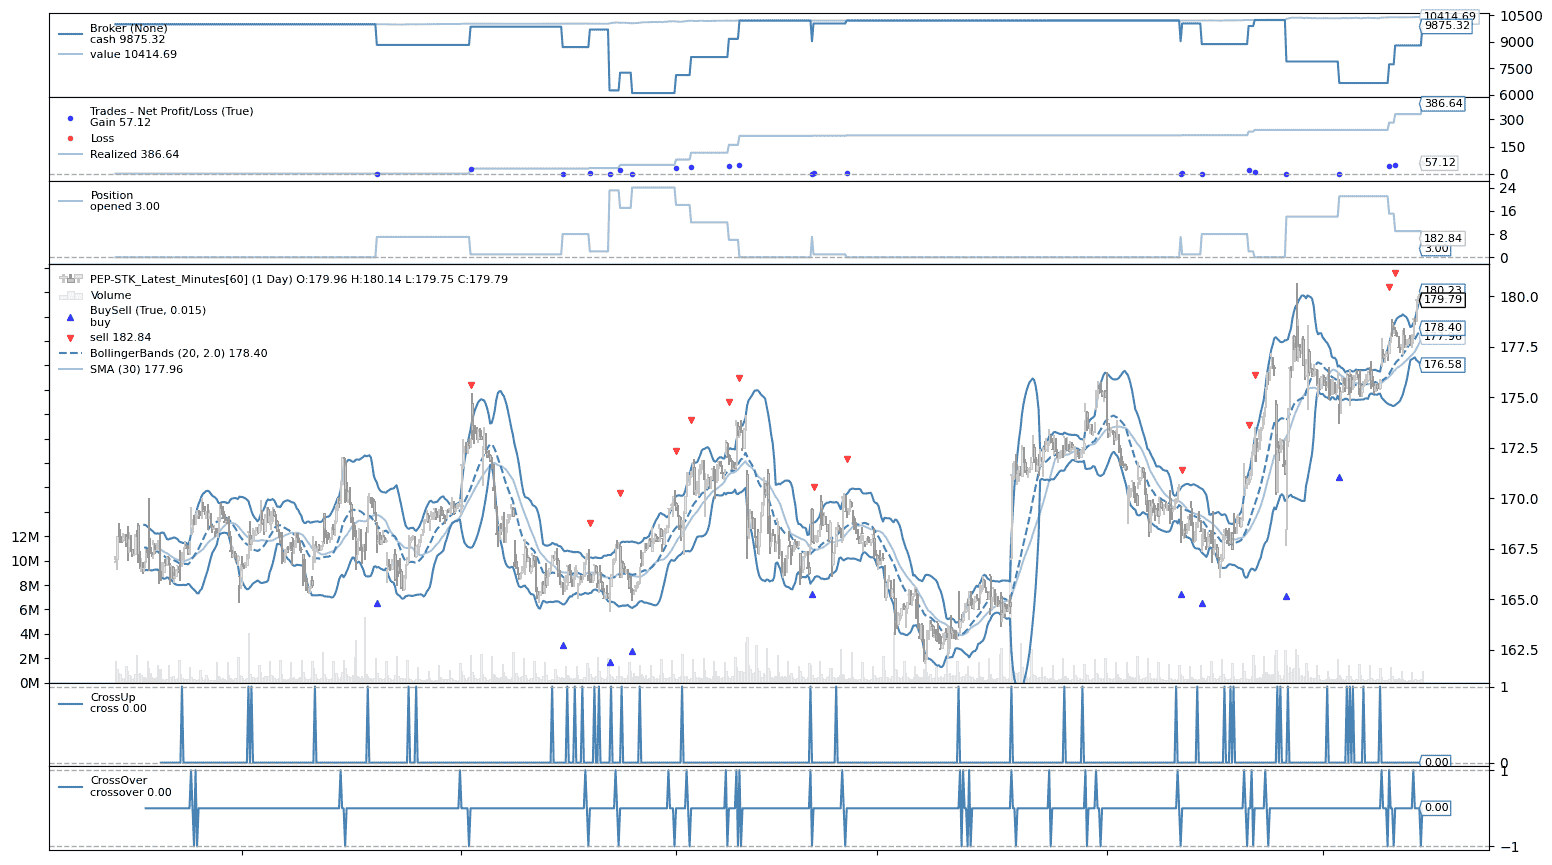 Broker (None)
cash 9875.32
value 10414.69
10414.69
9875.32
10500
9000
7500
6000
Trades - Net Profit/Loss (True)
Gain 57.12
Loss
Realized 386.64
386.64
57.12
300
150
0
Position
opened 3.00
182.84
3.00
24
16
8
0
PEP-STK_Latest_Minutes[60] (1 Day) O:179.96 H:180.14 L:179.75 C:179.79
Volume
BuySell (True, 0.015)
buy
sell 182.84
BollingerBands (20, 2.0) 178.40
SMA (30) 177.96
180.23
179.79
178.40
177.96
176.58
180.0
177.5
175.0
172.5
170.0
167.5
165.0
162.5
12M
10M
8M
6M
4M
2M
0M
CrossUp
cross 0.00
0.00
1
0
CrossOver
crossover 0.00
0.00
1
−1